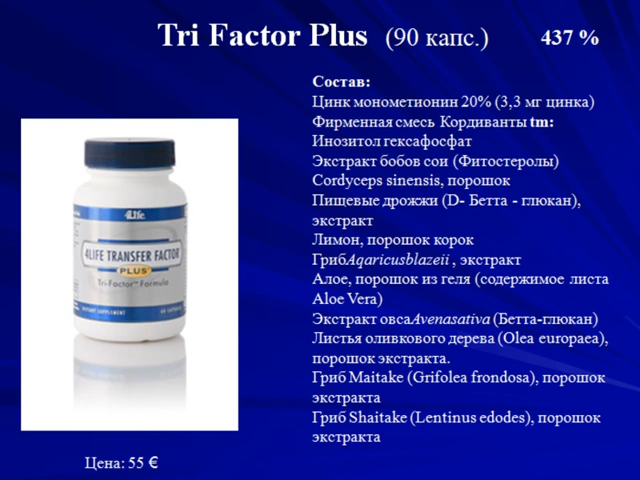 Tri Factor Plus (90 капс.) 437 %
Состав:
Цинк монометионин 20% (3,3 мг цинка)
Фирменная смесь Кордиванты tm:
Инозитол гексафосфат
Экстракт бобов сои (Фитостеролы)
Cordyceps sinensis, порошок
Пищевые дрожжи (D- Бетта - глюкан),
экстракт
Лимон, порошок корок
ГрибAqaricusblazeii , экстракт
Алое, порошок из геля (содержимое листа
Aloe Vera)
Экстракт овсаAvenasativa (Бетта-глюкан)
Листья оливкового дерева (Olea europaea),
порошок экстракта.
Гриб Maitake (Grifolea frondosa), порошок
экстракта
Гриб Shaitake (Lentinus edodes), порошок
экстракта
4Life
4LIFE TRANSFER FACTOR
PLUS
Tri-Factor™ Formula
DIETARY SUPPLEMENT
Цена: 55 €